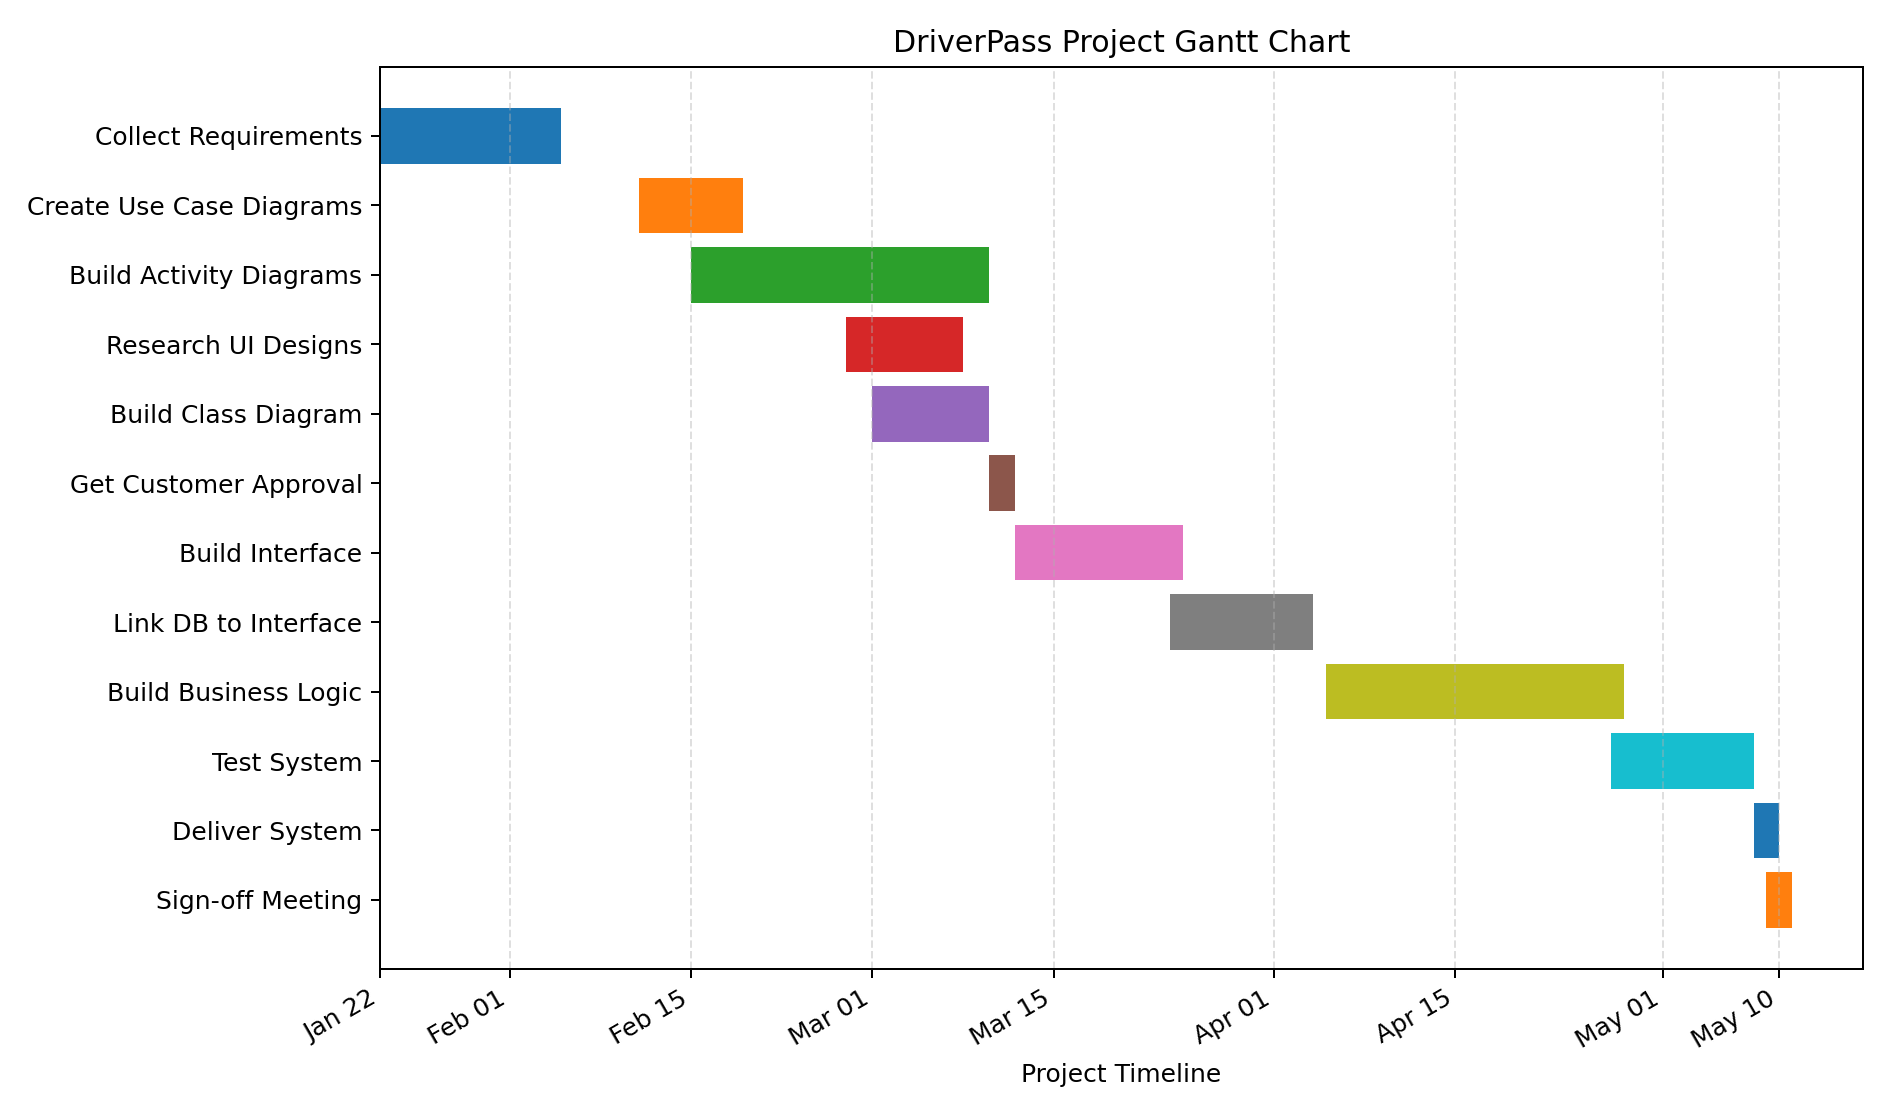 DriverPass Project Gantt Chart
Collect Requirements
Create Use Case Diagrams
Build Activity Diagrams
Research UI Designs
Build Class Diagram
Get Customer Approval
Build Interface
Link DB to Interface
Build Business Logic
Test System
Deliver System
Sign-off Meeting
Jan 22
Feb 01
Feb 15
Mar 01
Mar 15
Apr 01
Apr 15
May 01
May 10
Project Timeline